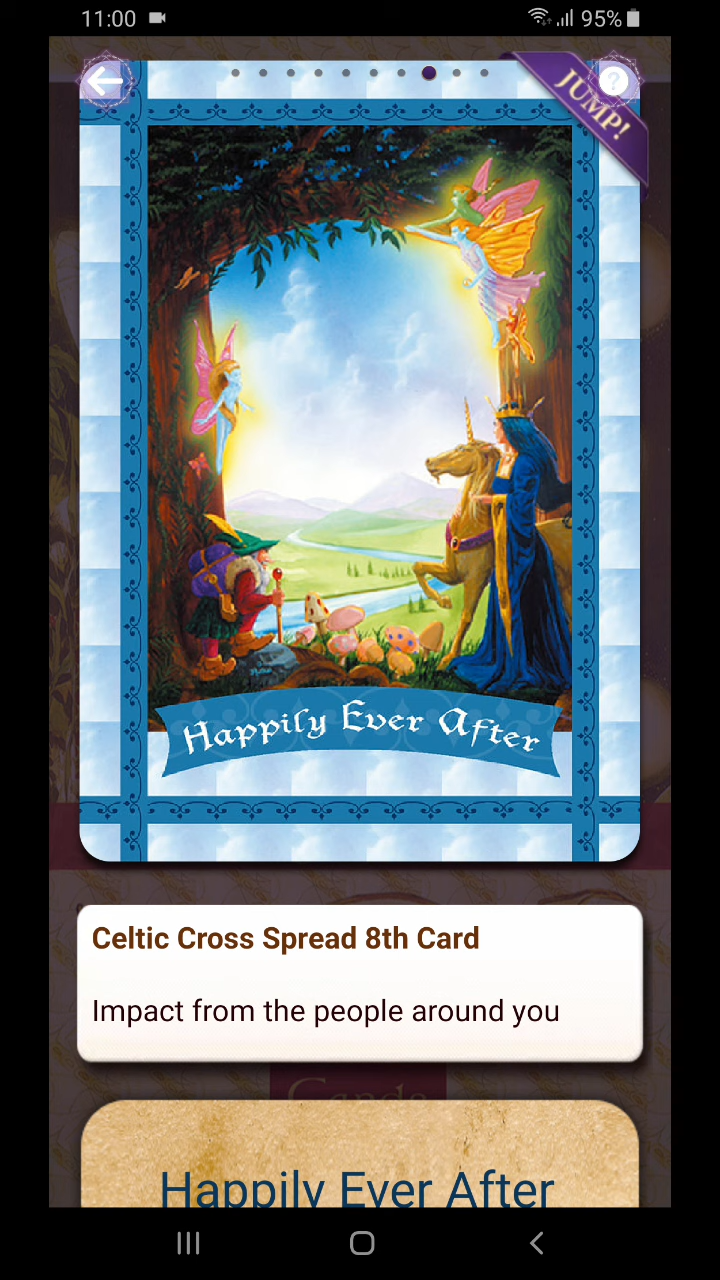 11:00
95%
JUMP!
?
Happily Ever After
Celtic Cross Spread 8th Card
Impact from the people around you
Cards
Happily Ever After